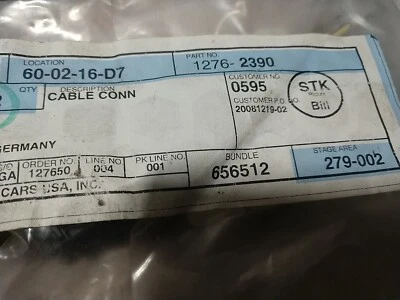 LOCATION PART NO.
60-02-16-D7 1276-2390
QTY DESCRIPTION CUSTOMER NO.
CABLE CONN 0595 STK
CUSTOMER P.O. NO.
20081219-02 Bill
GERMANY
ORDER NO. LINE NO PK LINE NO. BUNDLE STAGE AREA
GA 127650 004 001 656512 279-002
CARS USA, INC.